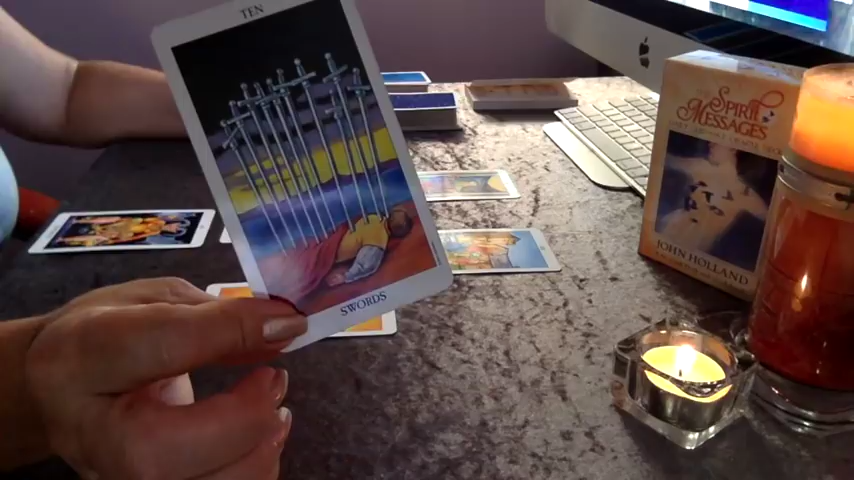 TEN
SWORDS
THE
Spirit
Messages
JOHN HOLLAND